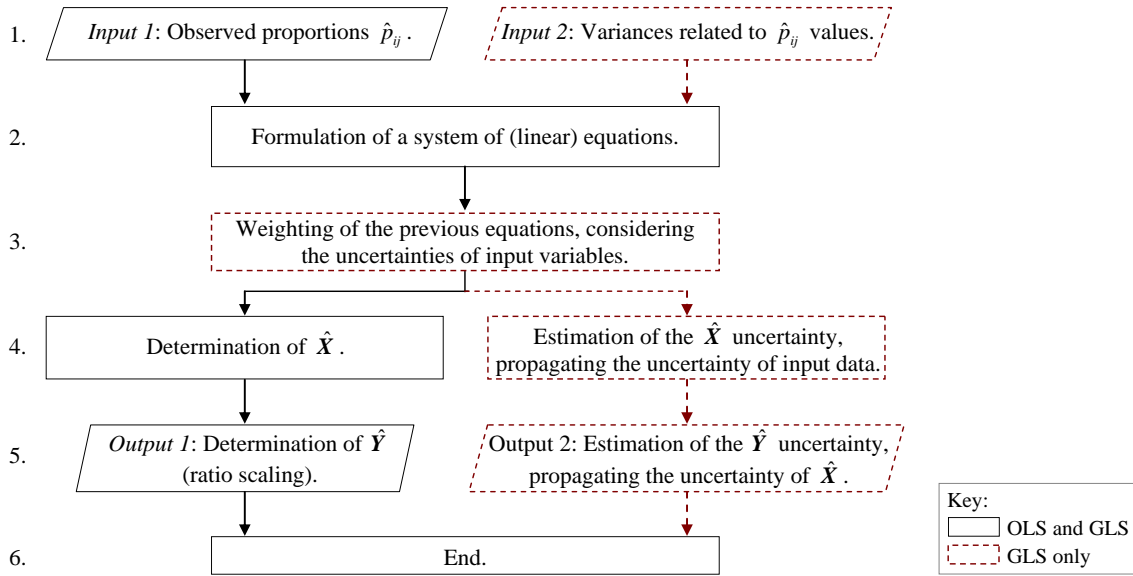 1.
Input 1: Observed proportions p̂ij .
Input 2: Variances related to p̂ij values.
2.
Formulation of a system of (linear) equations.
3.
Weighting of the previous equations, considering
the uncertainties of input variables.
4.
Determination of X̂ .
Estimation of the X̂ uncertainty,
propagating the uncertainty of input data.
5.
Output 1: Determination of Ŷ
(ratio scaling).
Output 2: Estimation of the Ŷ uncertainty,
propagating the uncertainty of X̂ .
6.
End.
Key:
OLS and GLS
GLS only